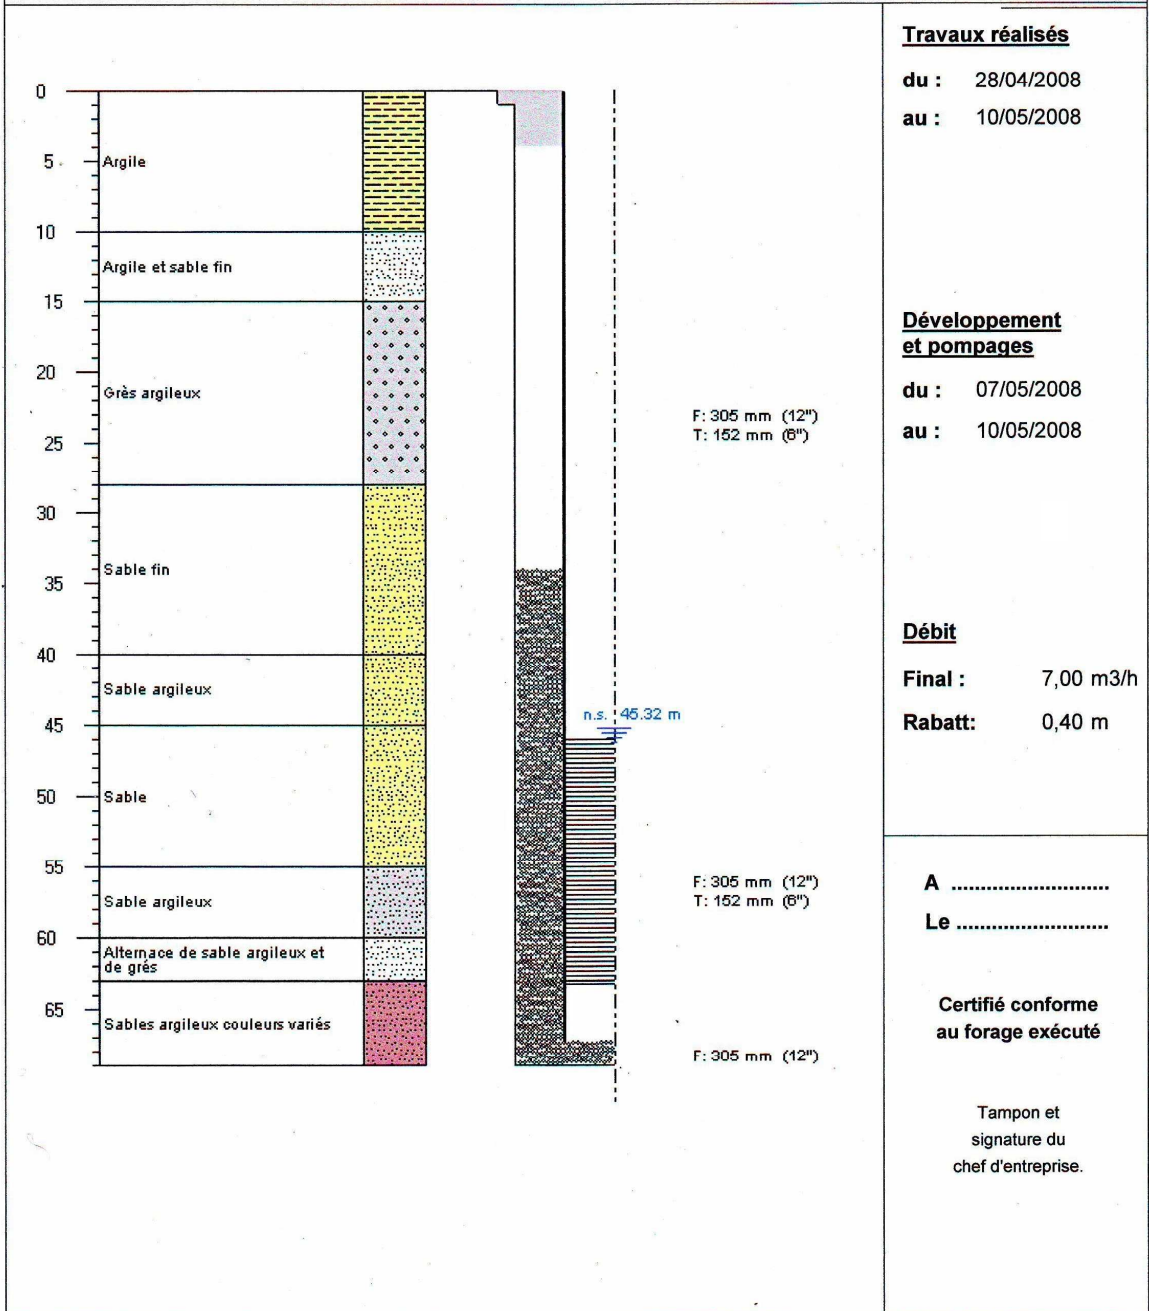 0
5
Argile
10
Argile et sable fin
15
20
Grès argileux
25
30
Sable fin
35
40
Sable argileux
45
50
Sable
55
Sable argileux
60
Alternace de sable argileux et
de grés
65
Sables argileux couleurs variés
F: 305 mm (12")
T: 152 mm (6")
n.s. 45.32 m
F: 305 mm (12")
T: 152 mm (6")
F: 305 mm (12")
Travaux réalisés
du : 28/04/2008
au : 10/05/2008
Développement
et pompages
du : 07/05/2008
au : 10/05/2008
Débit
Final : 7,00 m3/h
Rabatt: 0,40 m
A ..........................
Le .........................
Certifié conforme
au forage exécuté
Tampon et
signature du
chef d'entreprise.